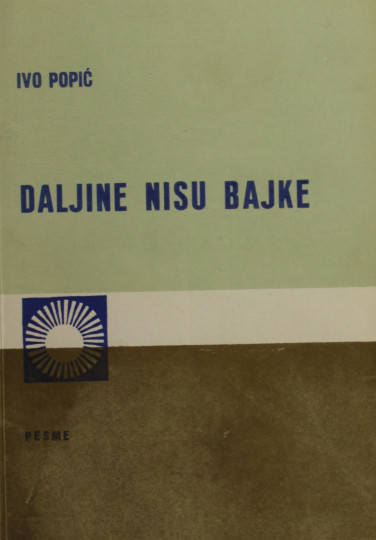 IVO POPIĆ
DALJINE NISU BAJKE
PESME